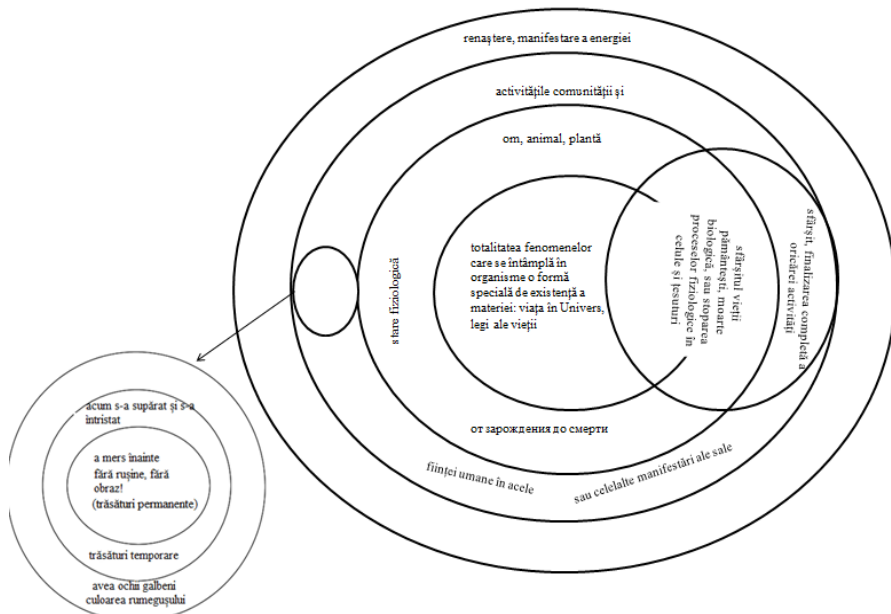 renaștere, manifestare a energiei
activitățile comunității și
om, animal, plantă
stare fiziologică
totalitatea fenomenelor
care se întâmplă în
organisme o formă
specială de existență a
materiei: viața în Univers,
legi ale vieții
sfârșitul vieții
pământești, moarte
biologică, sau stoparea
proceselor fiziologice în
celule și țesuturi
sfârșit, finalizarea completă a
oricărei activități
от зарождения до смерти
ființei umane în acele
sau celelalte manifestări ale sale
acum s-a supărat și s-a
întristat
a mers înainte
fără rușine, fără
obraz!
(trăsături permanente)
trăsături temporare
avea ochii galbeni
culoarea rumegușului